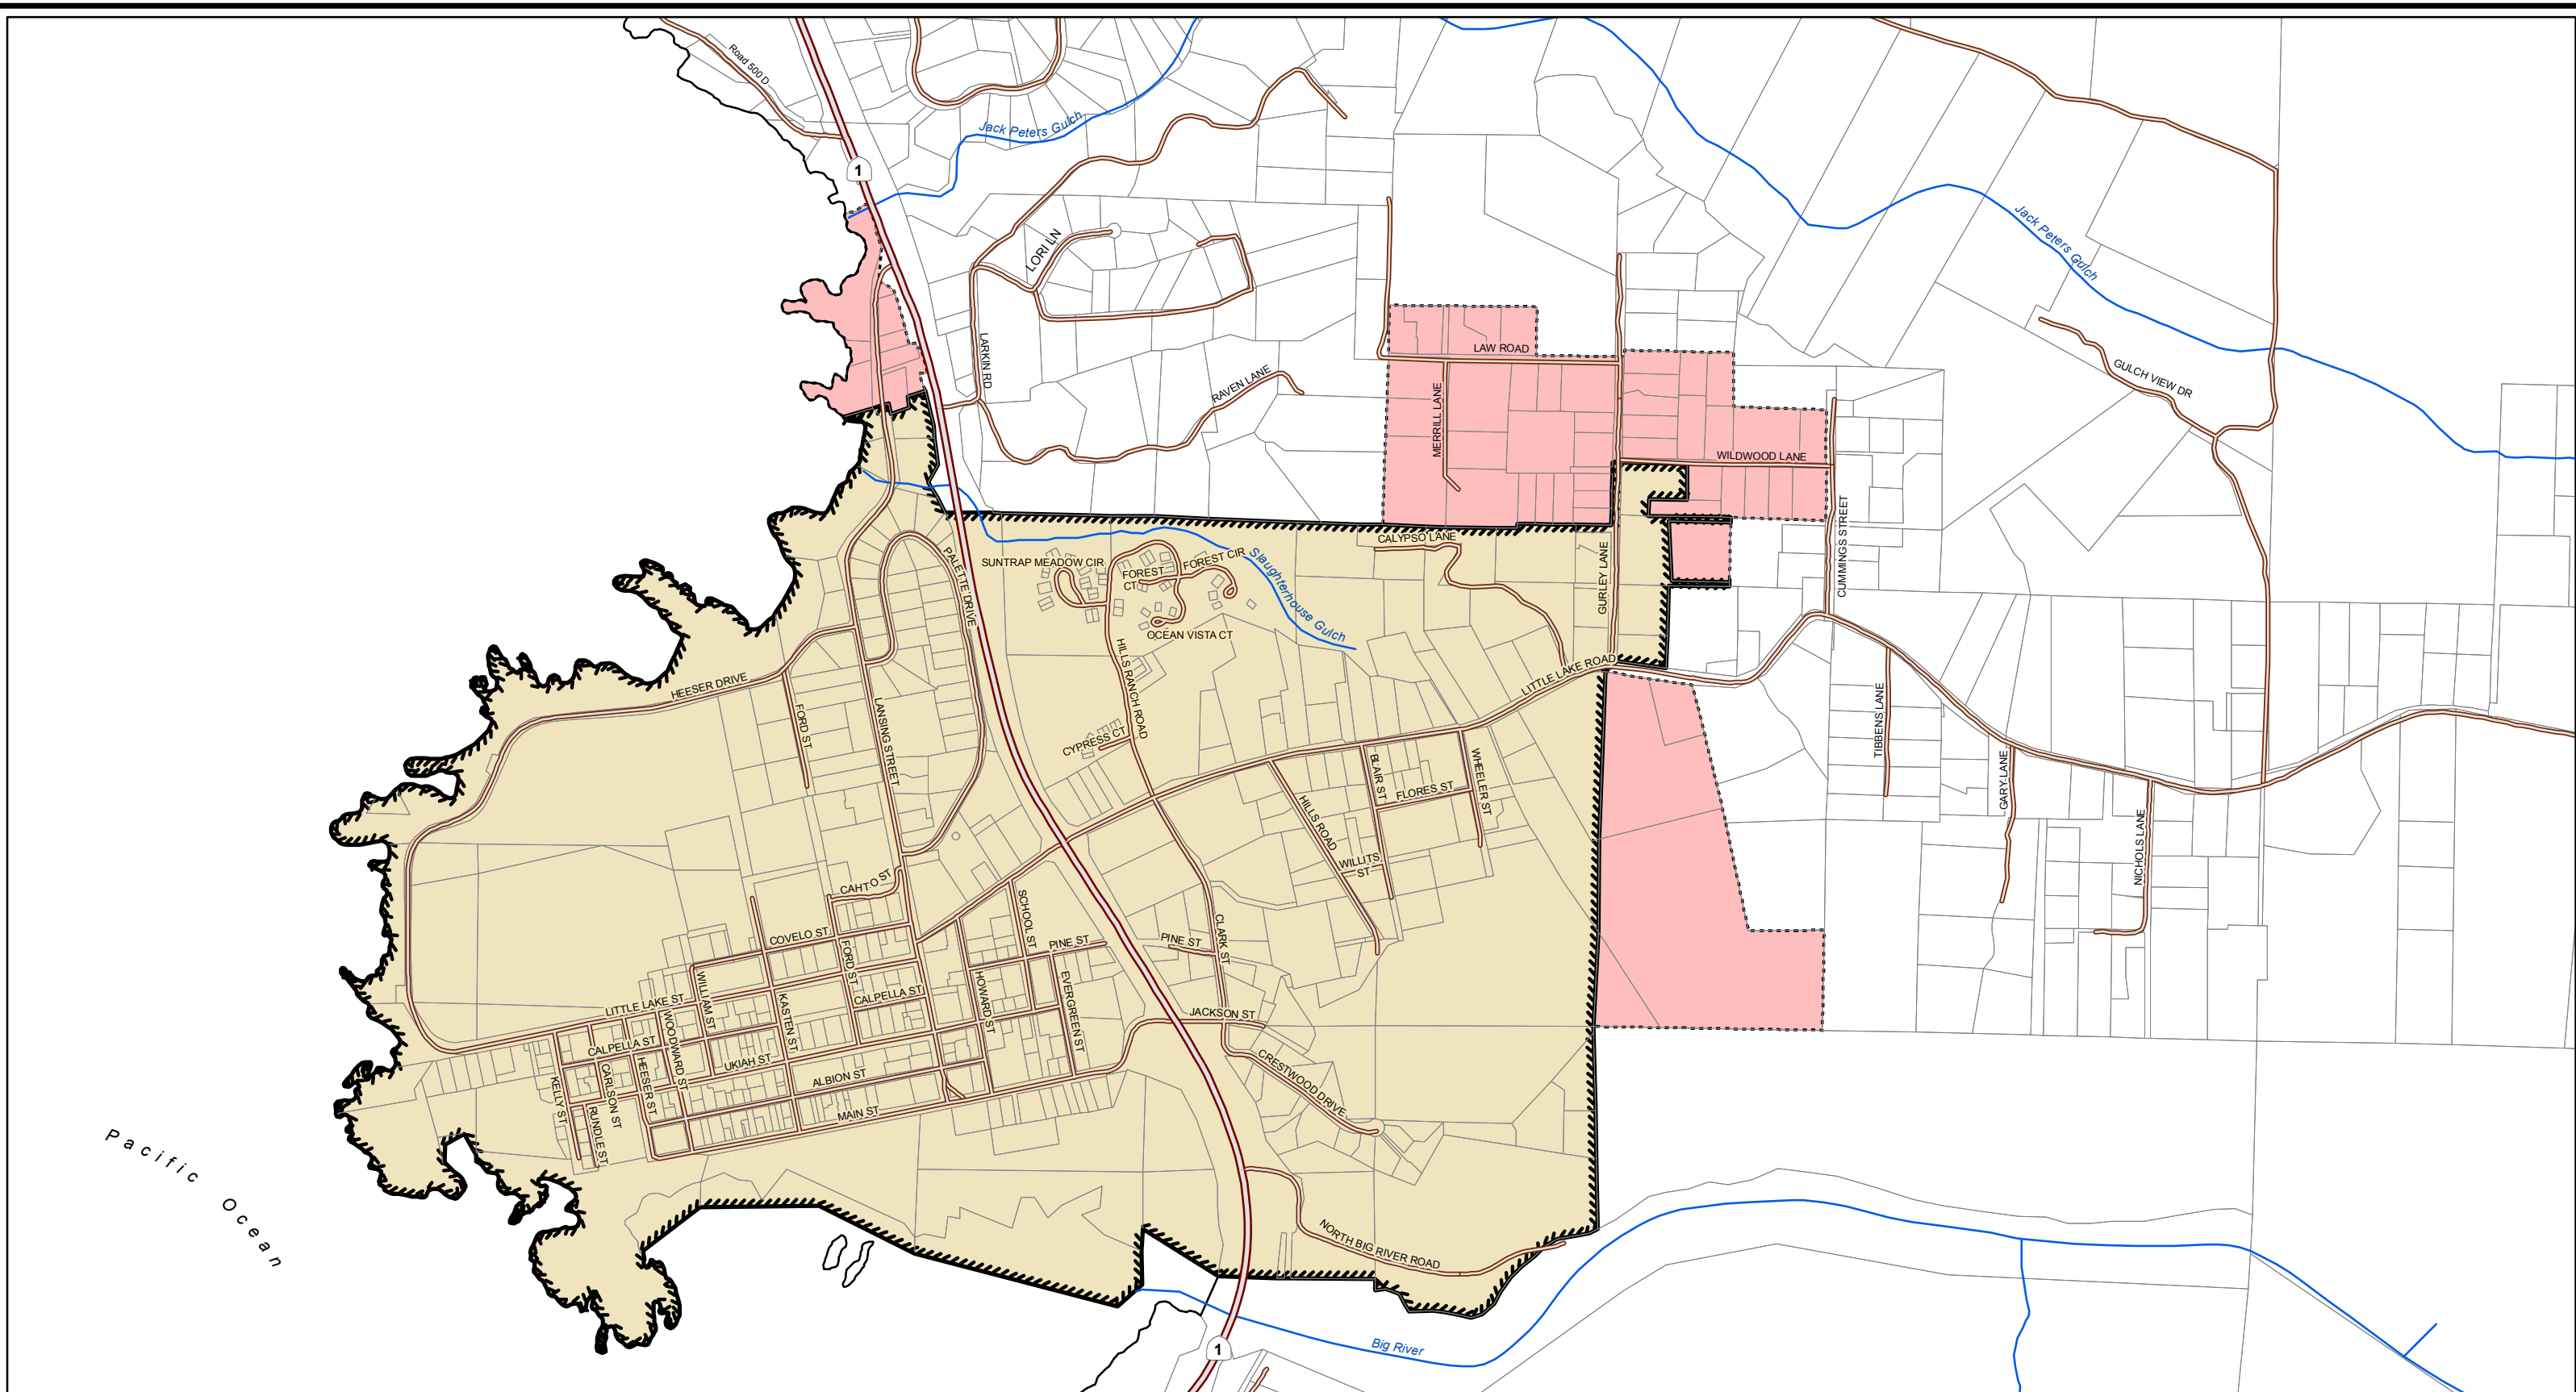 Road 500 D
1
Jack Peters Gulch
LORI LN
Jack Peters Gulch
LARKIN RD
RAVEN LANE
LAW ROAD
MERRILL LANE
GULCH VIEW DR
WILDWOOD LANE
CUMMINGS STREET
GURLEY LANE
CALYPSO LANE
PALETTE DRIVE
SUNTRAP MEADOW CIR
FOREST
CT
FOREST CIR
Slaughterhouse Gulch
OCEAN VISTA CT
HILLS RANCH ROAD
CYPRESS CT
LITTLE LAKE ROAD
HEESER DRIVE
FORD ST
LANSING STREET
TIBBENS LANE
GARY LANE
NICHOLS LANE
BLAIR ST
FLORES ST
WHEELER ST
HILLS ROAD
WILLITS
ST
CAHTO ST
SCHOOL ST
PINE ST
PINE ST
CLARK ST
COVELO ST
FORD ST
WILLIAM ST
KASTEN ST
CALPELLA ST
HOWARD ST
EVERGREEN ST
LITTLE LAKE ST
WOODWARD ST
JACKSON ST
CALPELLA ST
UKIAH ST
CRESTWOOD DRIVE
KELLY ST
CARLSON ST
HEESER ST
ALBION ST
RUNDLE ST
MAIN ST
NORTH BIG RIVER ROAD
Pacific Ocean
Big River
1